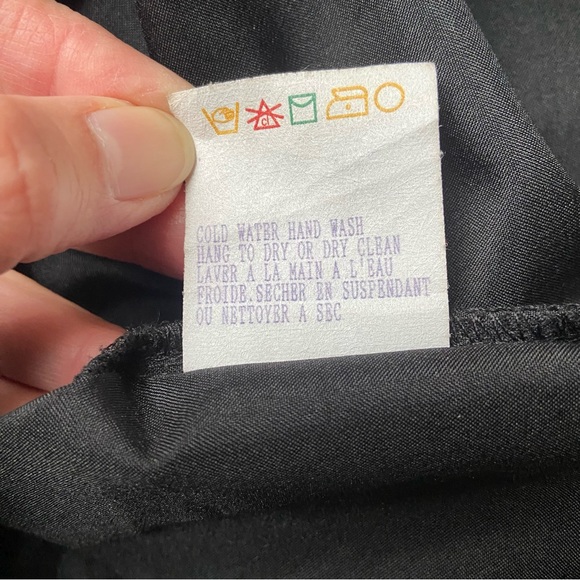 Cl
COLD WATER HAND WASH
HANG TO DRY OR DRY CLEAN
LAVER A LA MAIN A L'EAU
FROIDE.SECHER EN SUSPENDANT
OU NETTOYER A SEC